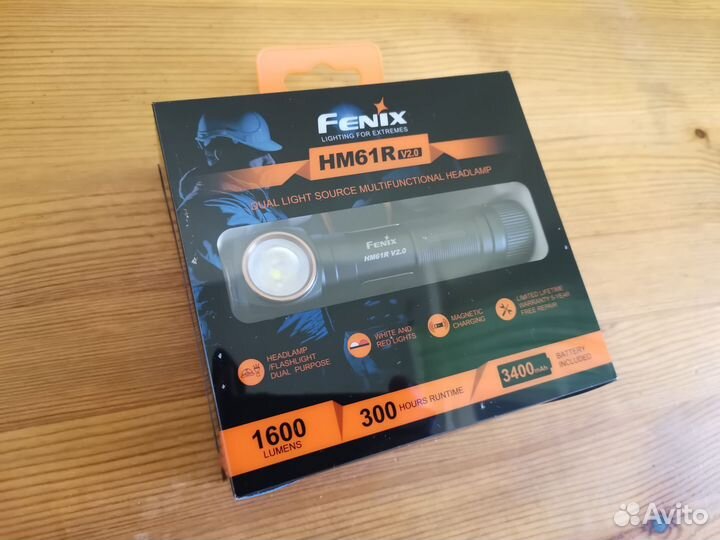 FENIX
LIGHTING FOR EXTREMES
HM61R V2.0
DUAL LIGHT SOURCE MULTIFUNCTIONAL HEADLAMP
FENIX
HM61R V2.0
HEADLAMP
/FLASHLIGHT
DUAL PURPOSE
WHITE AND
RED LIGHTS
MAGNETIC
CHARGING
LIMITED LIFETIME
WARRANTY 5-YEAR
FREE REPAIR
1600
LUMENS
300 HOURS RUNTIME
3400mAh
BATTERY
INCLUDED
Avito